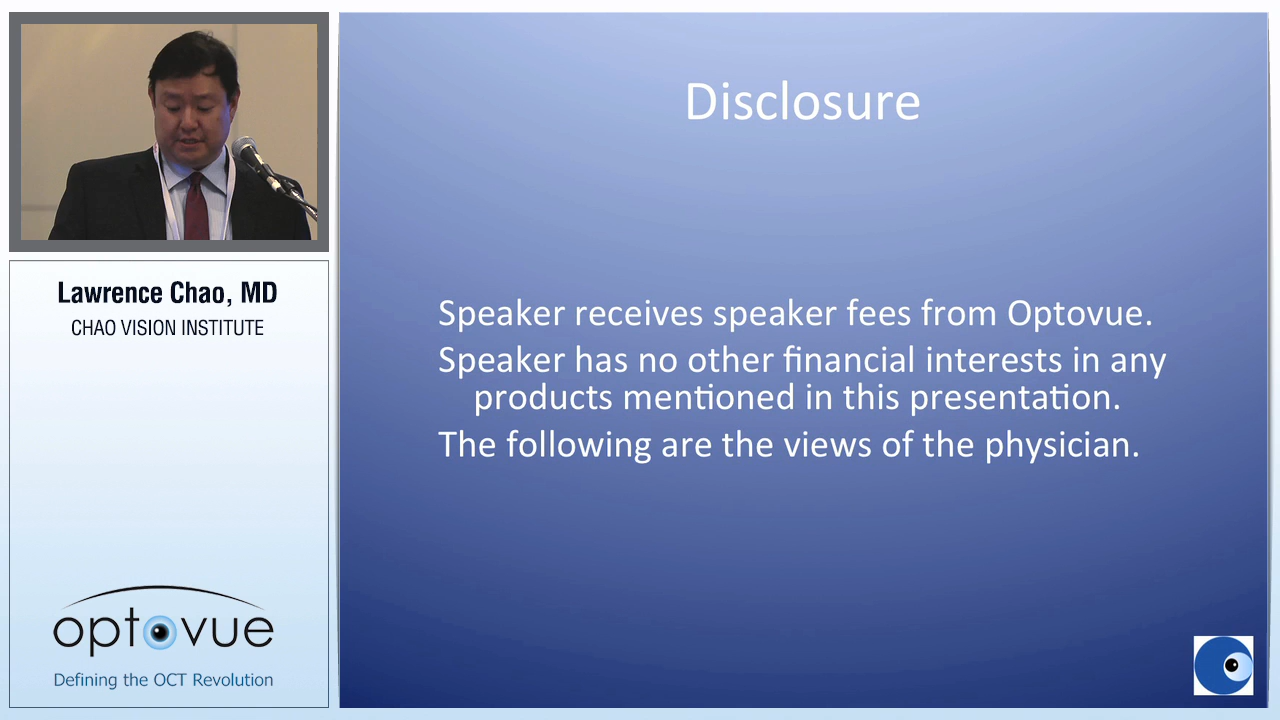 Lawrence Chao, MD
CHAO VISION INSTITUTE
optovue
Defining the OCT Revolution
Disclosure
Speaker receives speaker fees from Optovue.
Speaker has no other financial interests in any
products mentioned in this presentation.
The following are the views of the physician.